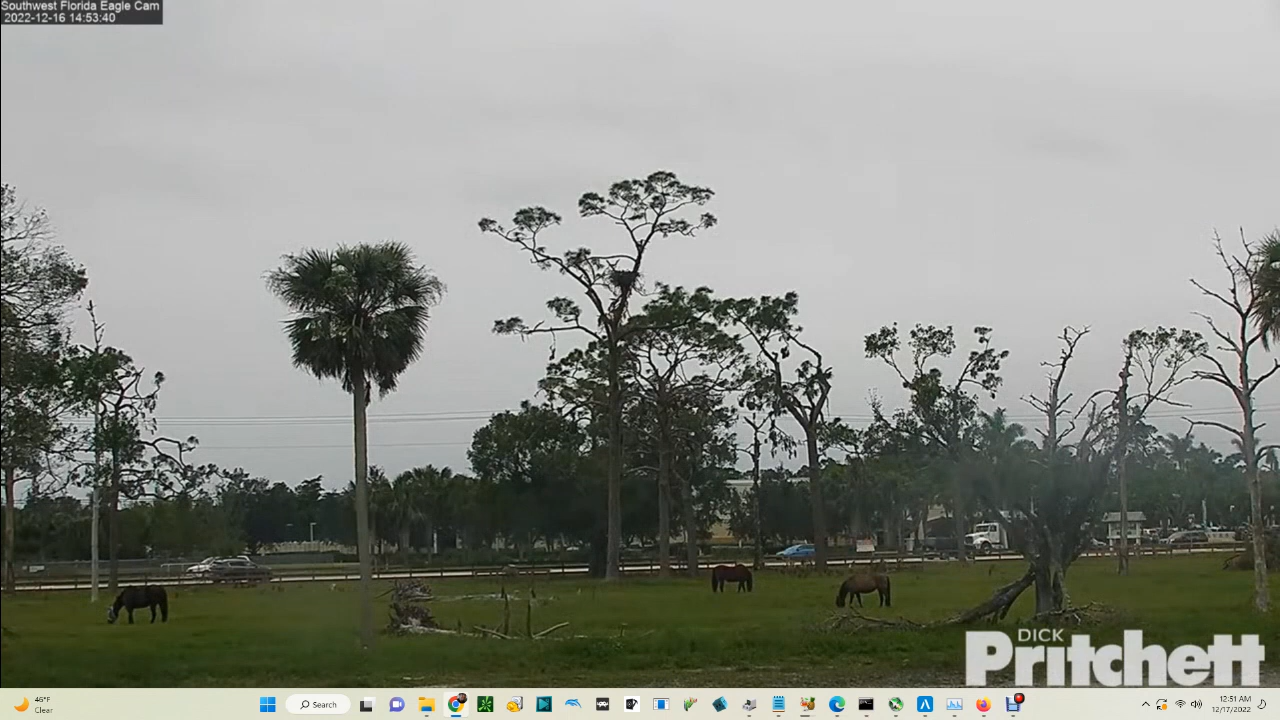 Southwest Florida Eagle Cam
2022-12-16 14:53:40
DICK
Pritchett
46°F
Clear
Search
12:51 AM
12/17/2022